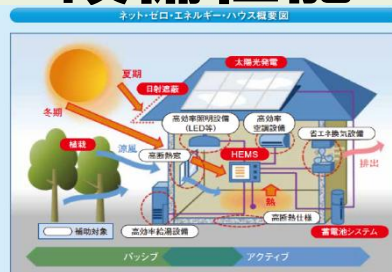 ネット・ゼロ・エネルギー・ハウス概要図
太陽光発電
夏期
日射遮蔽
冬期
高効率照明設備
(LED等)
高効率
空調設備
省エネ換気設備
植栽
涼風
高断熱窓
HEMS
排出
熱
高断熱仕様
補助対象
高効率給湯設備
蓄電池システム
パッシブ
アクティブ